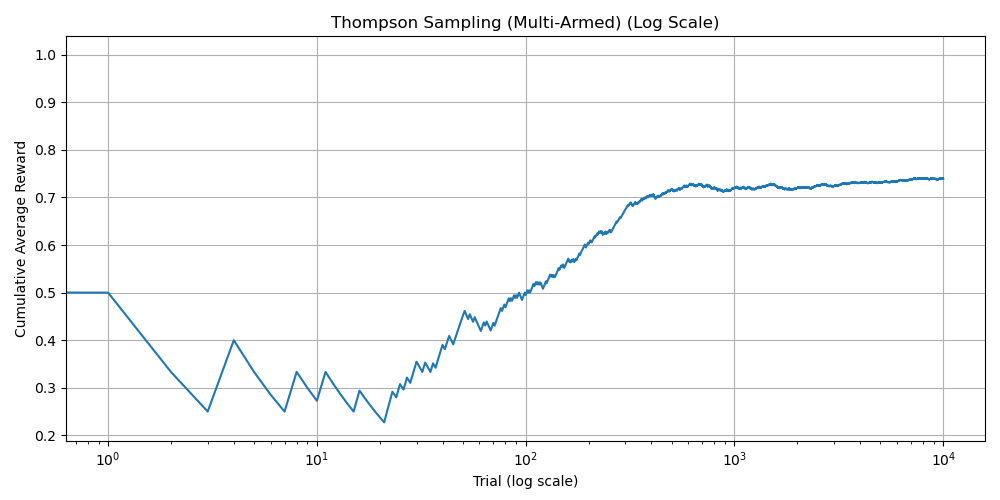 Thompson Sampling (Multi-Armed) (Log Scale)
Cumulative Average Reward
1.0
0.9
0.8
0.7
0.6
0.5
0.4
0.3
0.2
10⁰ 10¹ 10² 10³ 10⁴
Trial (log scale)